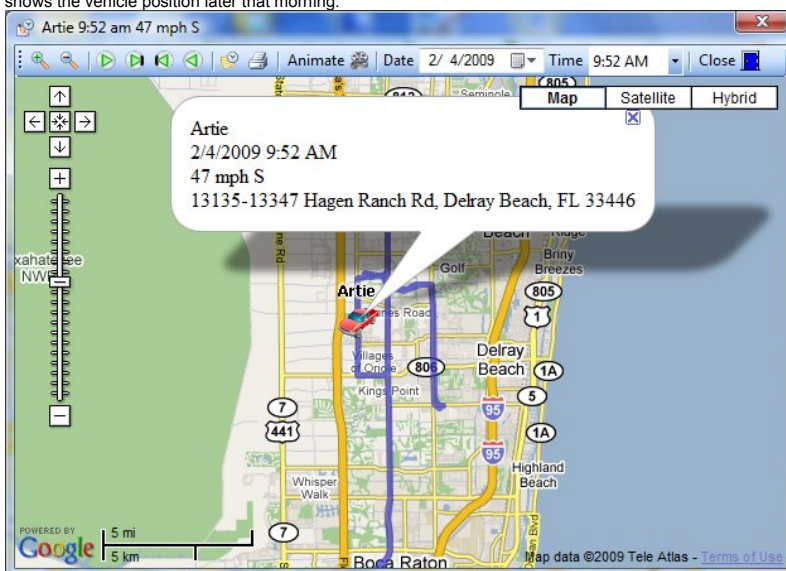 shows the vehicle position later that morning.
Artie 9:52 am 47 mph S
Animate Date 2/ 4/2009 Time 9:52 AM Close
Map Satellite Hybrid
Seminole
805
Artie
2/4/2009 9:52 AM
47 mph S
13135-13347 Hagen Ranch Rd, Delray Beach, FL 33446
Beach Ridge
Golf
Briny
Breezes
Artie
805
1
Road
Villages
of Oriole
806
Delray
Beach
1A
Kings Point
5
7
95
441
1A
95
Highland
Beach
Whisper
Walk
7
POWERED BY
Google
5 mi
5 km
Boca Raton
Map data ©2009 Tele Atlas - Terms of Use